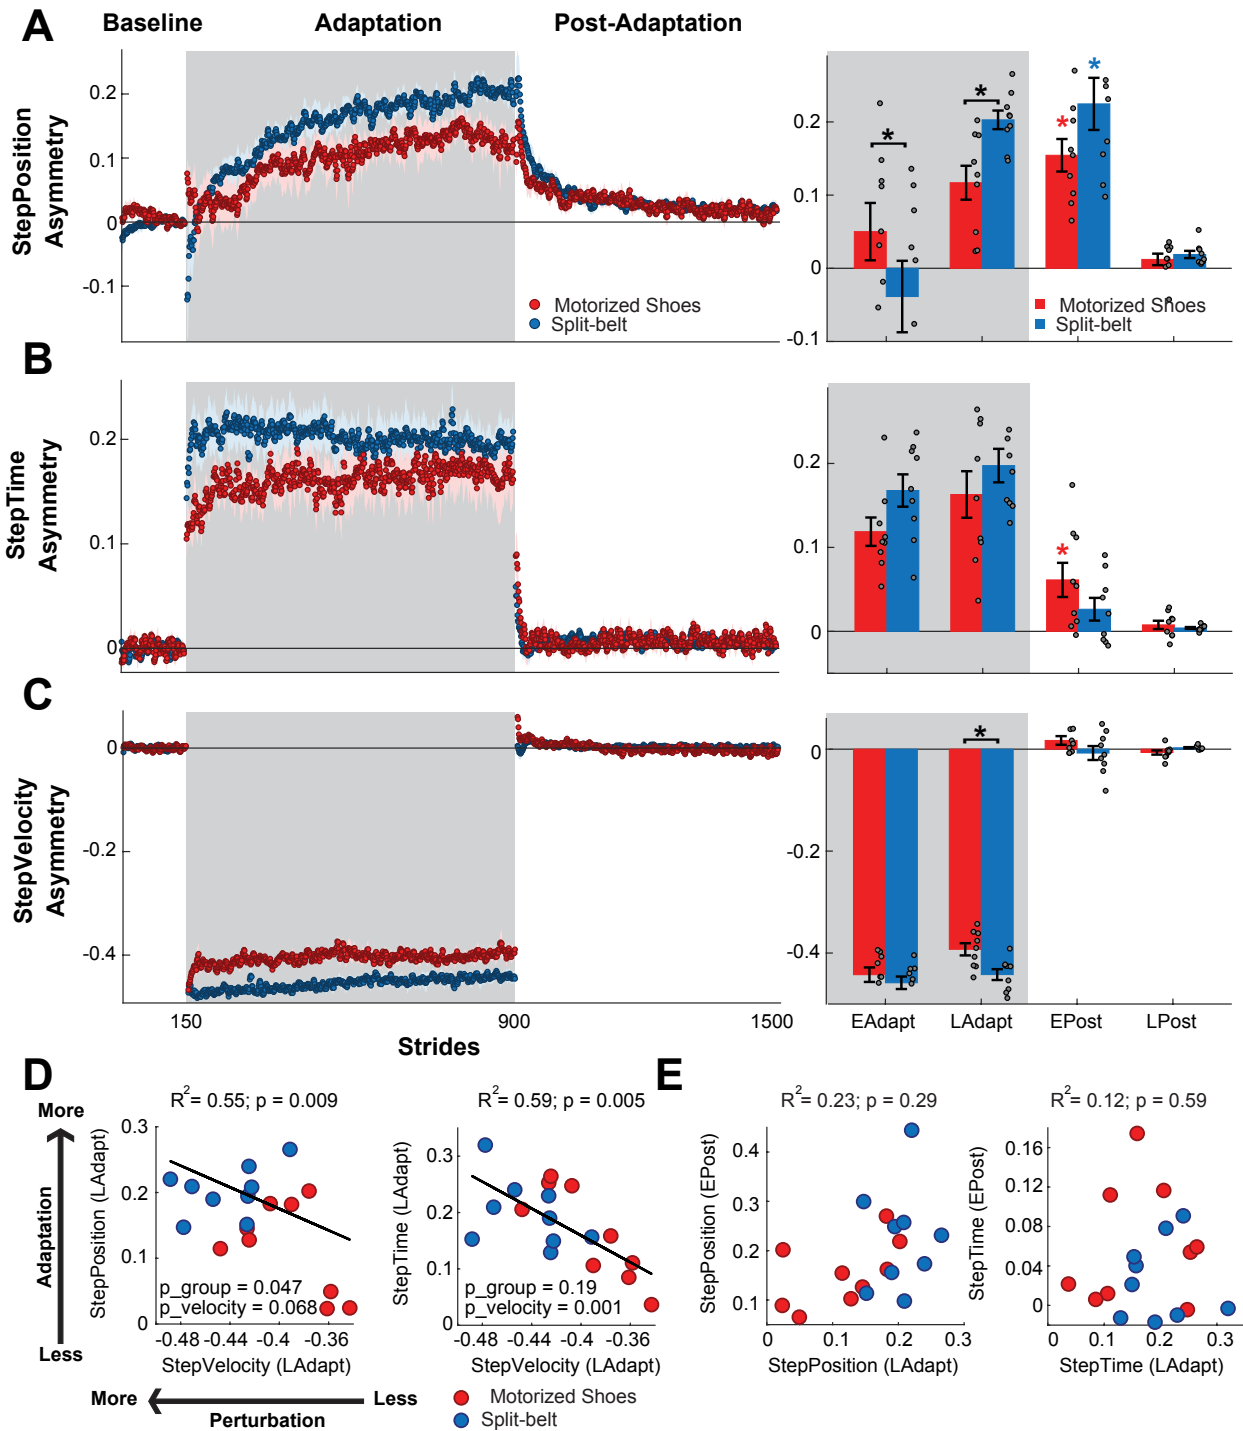 A
Baseline
Adaptation
Post-Adaptation
StepPosition
Asymmetry
0.2
0.1
0
-0.1
Motorized Shoes
Split-belt
0.2
0.1
0
-0.1
*
*
*
*
Motorized Shoes
Split-belt
B
StepTime
Asymmetry
0.2
0.1
0
0.2
0.1
0
*
C
StepVelocity
Asymmetry
0
-0.2
-0.4
150
900
1500
Strides
0
-0.2
-0.4
*
EAdapt
LAdapt
EPost
LPost
D
More
Adaptation
Less
R2= 0.55; p = 0.009
StepPosition (LAdapt)
0.3
0.2
0.1
0
p_group = 0.047
p_velocity = 0.068
-0.48
-0.44
-0.4
-0.36
StepVelocity (LAdapt)
R2= 0.59; p = 0.005
StepTime (LAdapt)
0.3
0.2
0.1
0
p_group = 0.19
p_velocity = 0.001
-0.48
-0.44
-0.4
-0.36
StepVelocity (LAdapt)
More
Less
Perturbation
Motorized Shoes
Split-belt
E
R2= 0.23; p = 0.29
StepPosition (EPost)
0.4
0.3
0.2
0.1
0
0.1
0.2
0.3
StepPosition (LAdapt)
R2= 0.12; p = 0.59
StepTime (EPost)
0.16
0.12
0.08
0.04
0
0
0.1
0.2
0.3
StepTime (LAdapt)